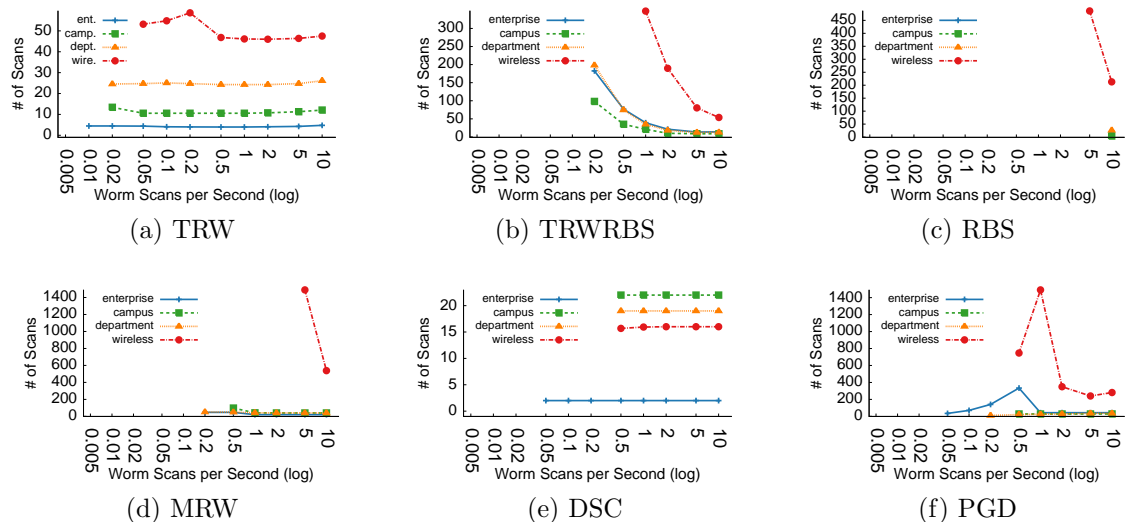 ent.
camp.
dept.
wire.
# of Scans
50
40
30
20
10
0
0.005
0.01
0.02
0.05
0.1
0.2
0.5
1
2
5
10
Worm Scans per Second (log)
(a) TRW
enterprise
campus
department
wireless
# of Scans
350
300
250
200
150
100
50
0
0.005
0.01
0.02
0.05
0.1
0.2
0.5
1
2
5
10
Worm Scans per Second (log)
(b) TRWRBS
enterprise
campus
department
wireless
# of Scans
450
400
350
300
250
200
150
100
50
0
0.005
0.01
0.02
0.05
0.1
0.2
0.5
1
2
5
10
Worm Scans per Second (log)
(c) RBS
enterprise
campus
department
wireless
# of Scans
1400
1200
1000
800
600
400
200
0
0.005
0.01
0.02
0.05
0.1
0.2
0.5
1
2
5
10
Worm Scans per Second (log)
(d) MRW
enterprise
campus
department
wireless
# of Scans
20
15
10
5
0
0.005
0.01
0.02
0.05
0.1
0.2
0.5
1
2
5
10
Worm Scans per Second (log)
(e) DSC
enterprise
campus
department
wireless
# of Scans
1400
1200
1000
800
600
400
200
0
0.005
0.01
0.02
0.05
0.1
0.2
0.5
1
2
5
10
Worm Scans per Second (log)
(f) PGD